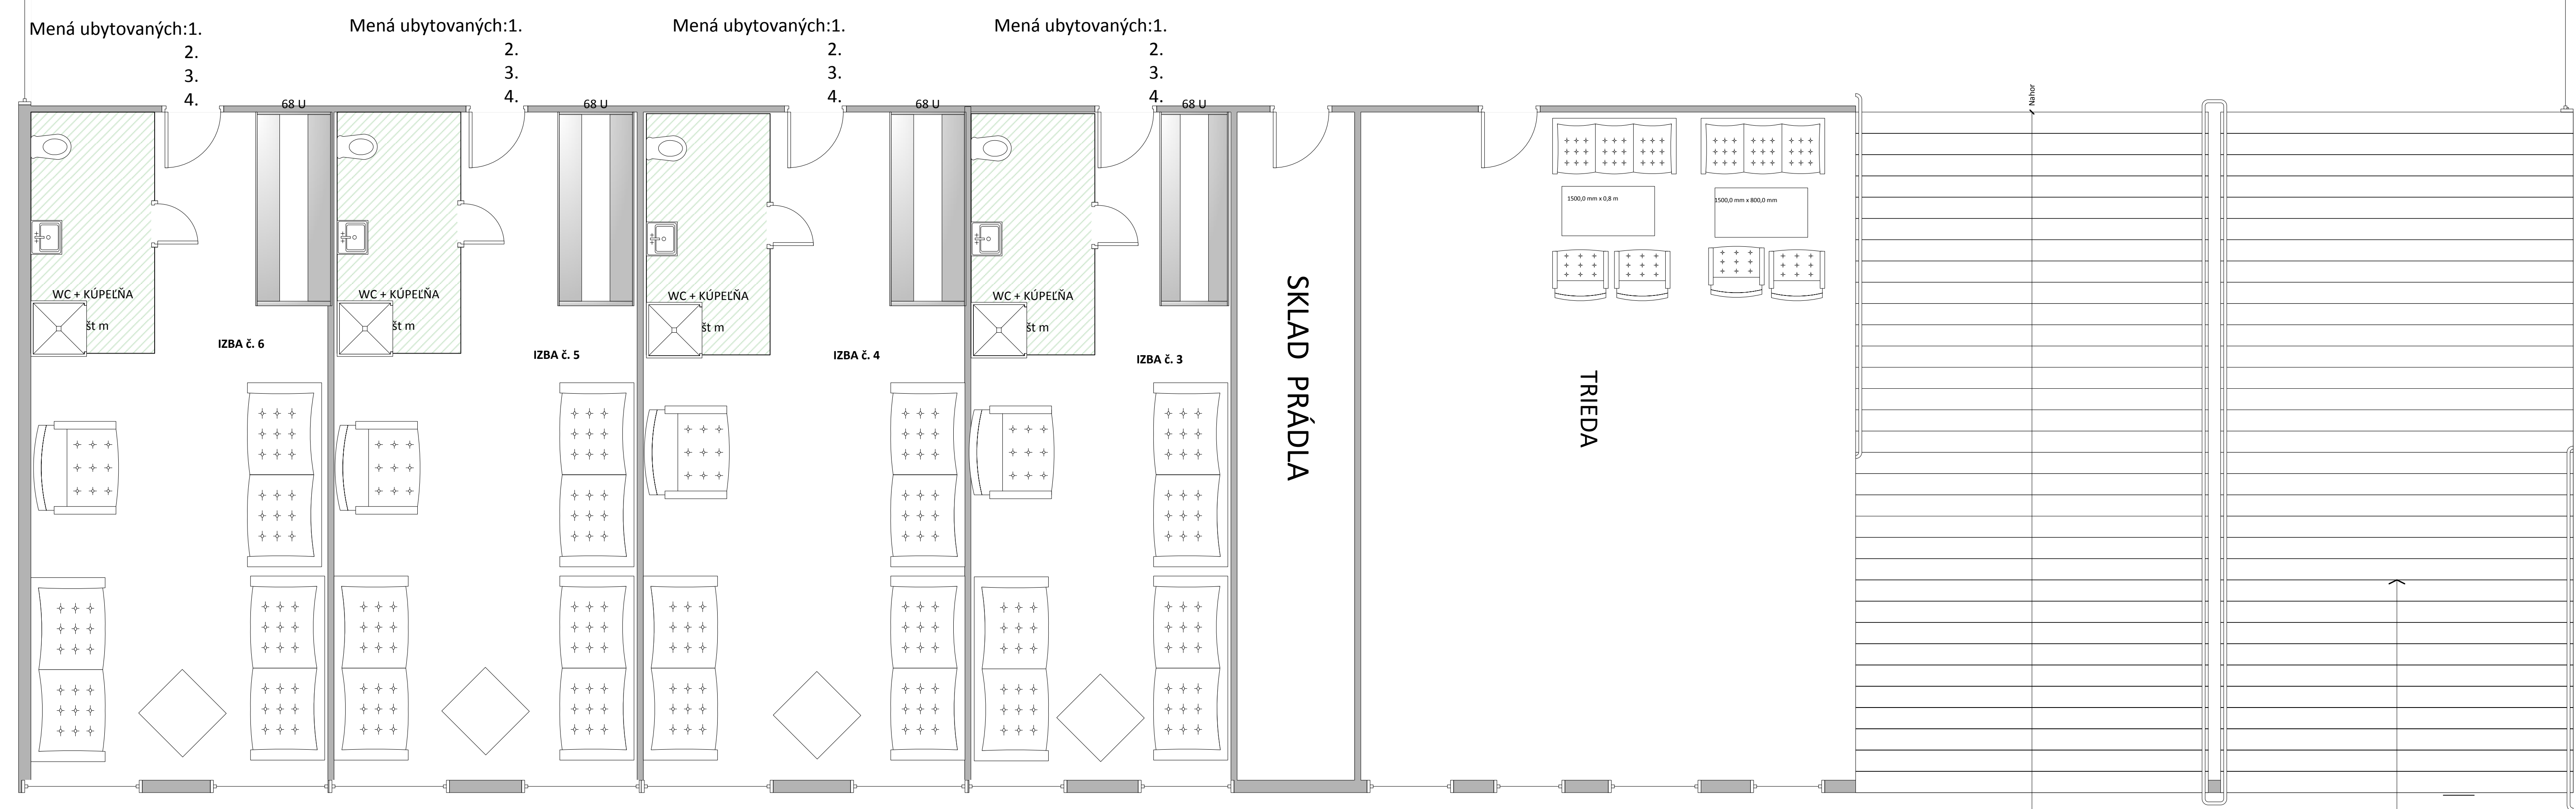 Mená ubytovaných:1.
2.
3.
4.
Mená ubytovaných:1.
2.
3.
4.
Mená ubytovaných:1.
2.
3.
4.
Mená ubytovaných:1.
2.
3.
4.
68 U
68 U
68 U
68 U
Nahor
1500,0 mm x 0,8 m
1500,0 mm x 800,0 mm
WC + KÚPEĽŇA
št m
IZBA č. 6
WC + KÚPEĽŇA
št m
IZBA č. 5
WC + KÚPEĽŇA
št m
IZBA č. 4
WC + KÚPEĽŇA
št m
IZBA č. 3
SKLAD PRÁDLA
TRIEDA